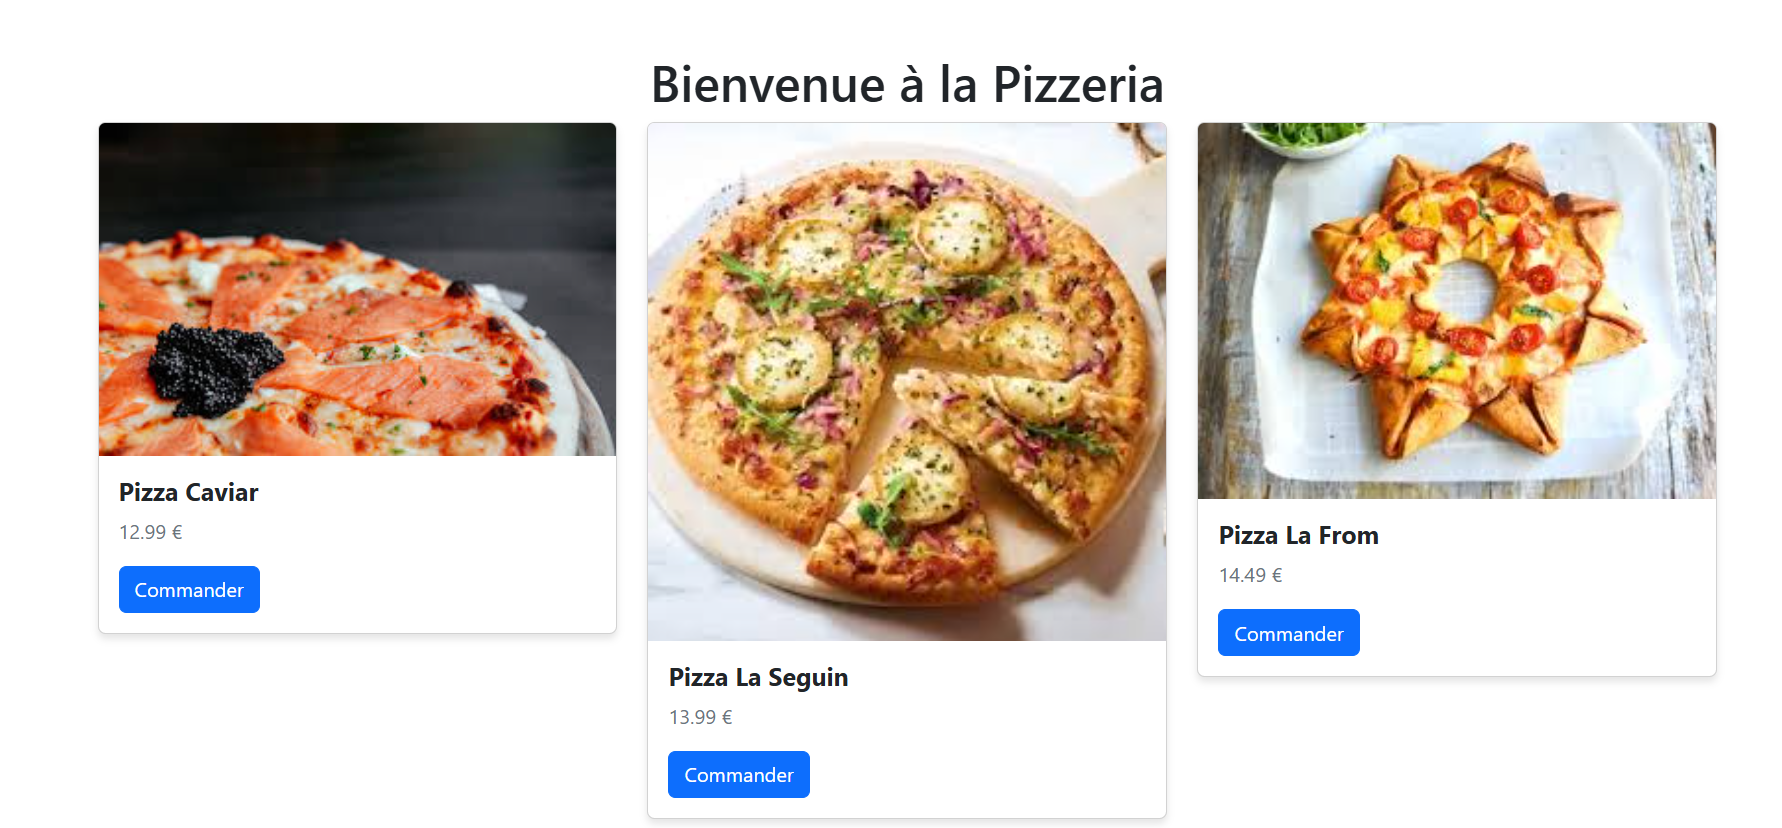 Bienvenue à la Pizzeria
Pizza Caviar
12.99 €
Commander
Pizza La Seguin
13.99 €
Commander
Pizza La From
14.49 €
Commander